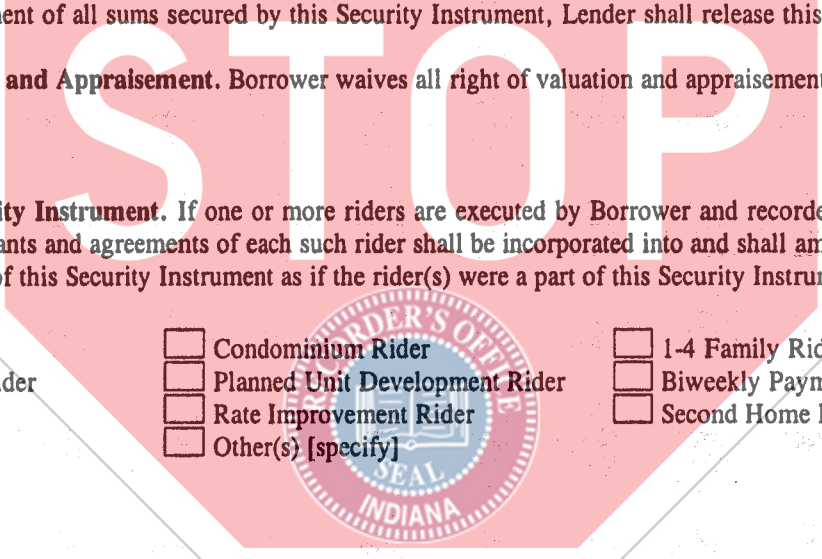 ent of all sums secured by this Security Instrument, Lender shall release this
STOP
and Appraisement. Borrower waives all right of valuation and appraisement
ity Instrument. If one or more riders are executed by Borrower and recorde
ants and agreements of each such rider shall be incorporated into and shall am
f this Security Instrument as if the rider(s) were a part of this Security Instru
Condominium Rider 1-4 Family Rid
der Planned Unit Development Rider Biweekly Paym
Rate Improvement Rider Second Home
Other(s) [specify]
RECORDER'S OFFICE
SEAL
INDIANA